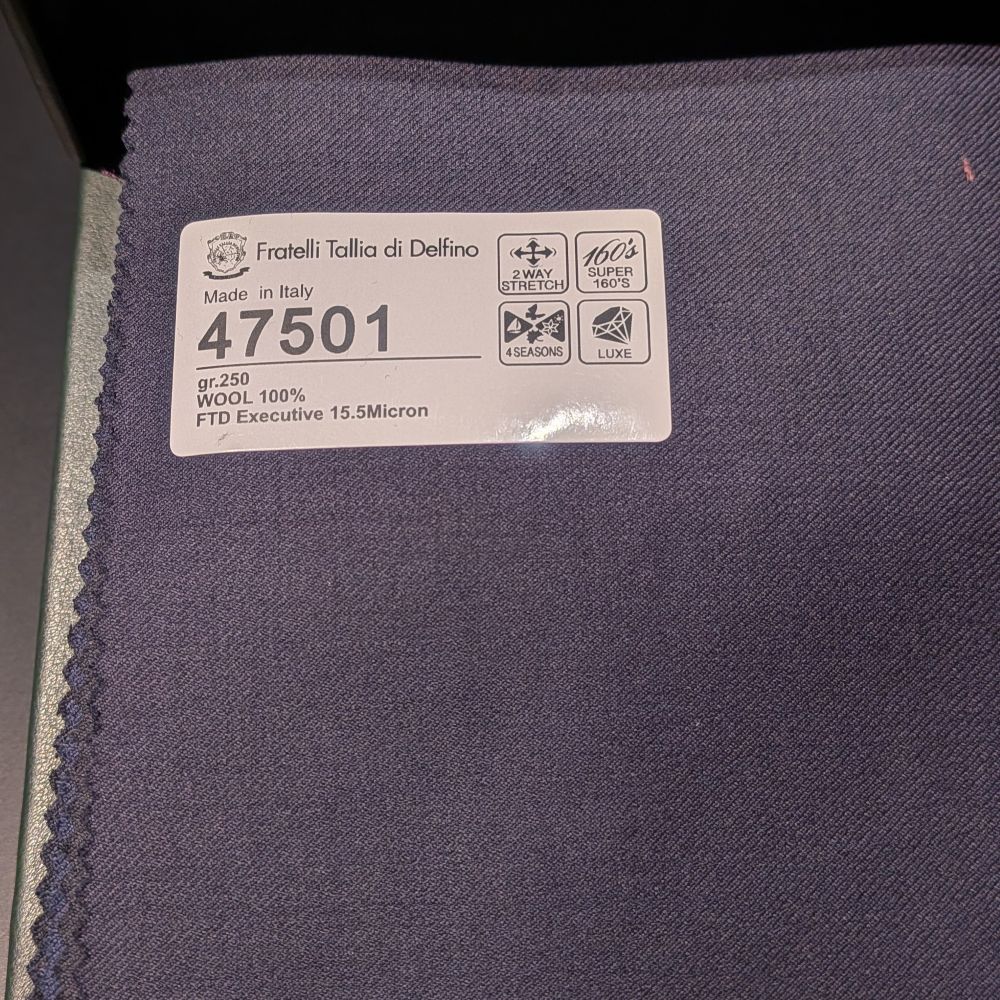 Fratelli Tallia di Delfino
Made in Italy
47501
gr.250
WOOL 100%
FTD Executive 15.5Micron
2 WAY
STRETCH
160's
SUPER
160'S
4 SEASONS
LUXE